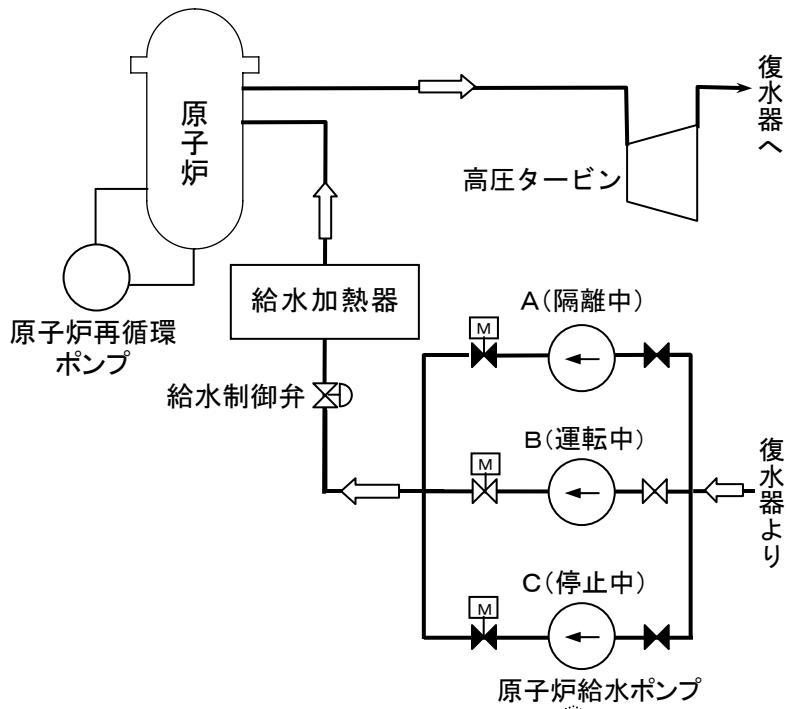 原子炉
復水器へ
高圧タービン
給水加熱器
A(隔離中)
M
原子炉再循環
ポンプ
給水制御弁
B(運転中)
M
復水器より
C(停止中)
M
原子炉給水ポンプ